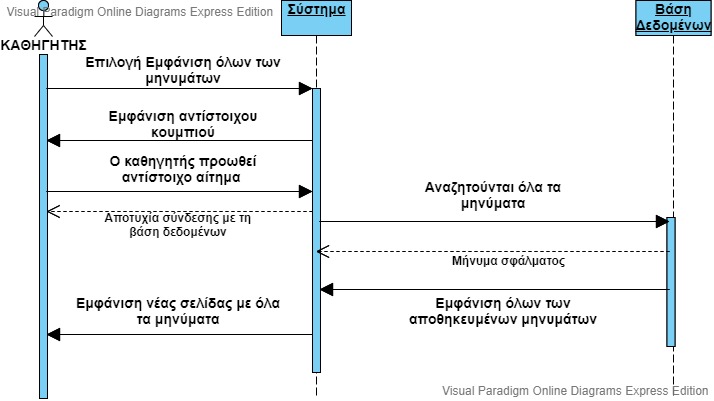 Visual Paradigm Online Diagrams Express Edition
Σύστημα
Βάση
Δεδομένων
ΚΑΘΗΓΗΤΗΣ
Επιλογή Εμφάνιση όλων των
μηνυμάτων
Εμφάνιση αντίστοιχου
κουμπιού
Ο καθηγητής προωθεί
αντίστοιχο αίτημα
Αναζητούνται όλα τα
μηνύματα
Αποτυχία σύνδεσης με τη
βάση δεδομένων
Μήνυμα σφάλματος
Εμφάνιση νέας σελίδας με όλα
τα μηνύματα
Εμφάνιση όλων των
αποθηκευμένων μηνυμάτων
Visual Paradigm Online Diagrams Express Edition